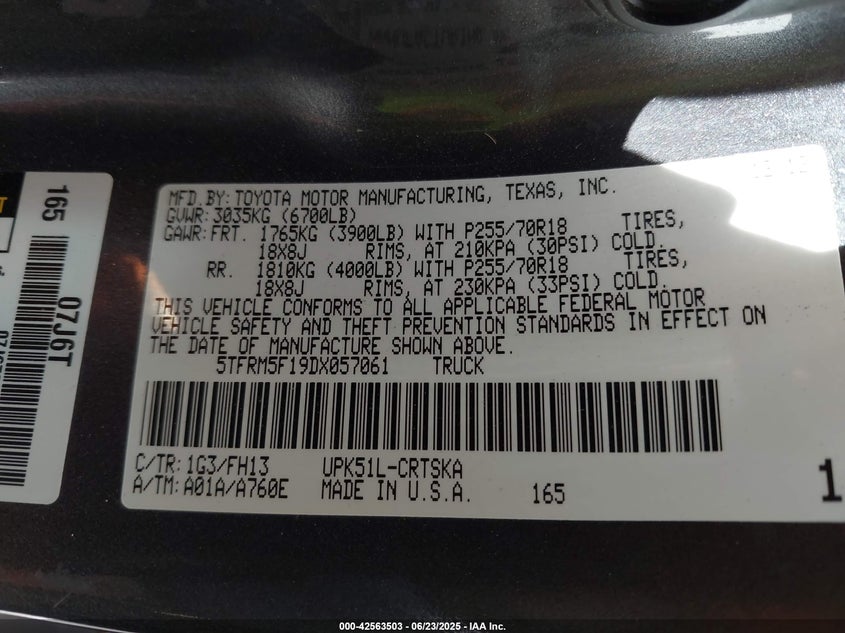 MFD.BY: TOYOTA MOTOR MANUFACTURING, TEXAS, INC.
GVWR: 3035KG (6700LB)
GAWR: FRT. 1765KG (3900LB) WITH P255/70R18 TIRES,
18X8J RIMS, AT 210KPA (30PSI) COLD.
RR. 1810KG (4000LB) WITH P255/70R18 TIRES,
18X8J RIMS, AT 230KPA (33PSI) COLD.
THIS VEHICLE CONFORMS TO ALL APPLICABLE FEDERAL MOTOR
VEHICLE SAFETY AND THEFT PREVENTION STANDARDS IN EFFECT ON
THE DATE OF MANUFACTURE SHOWN ABOVE.
5TFRM5F19DX057061 TRUCK
C/TR: 1G3/FH13 UPK51L-CRTSKA
A/TM: A01A/A760E MADE IN U.S.A. 165
1
165
07J6T
000-42563503 - 06/23/2025 - IAA Inc.